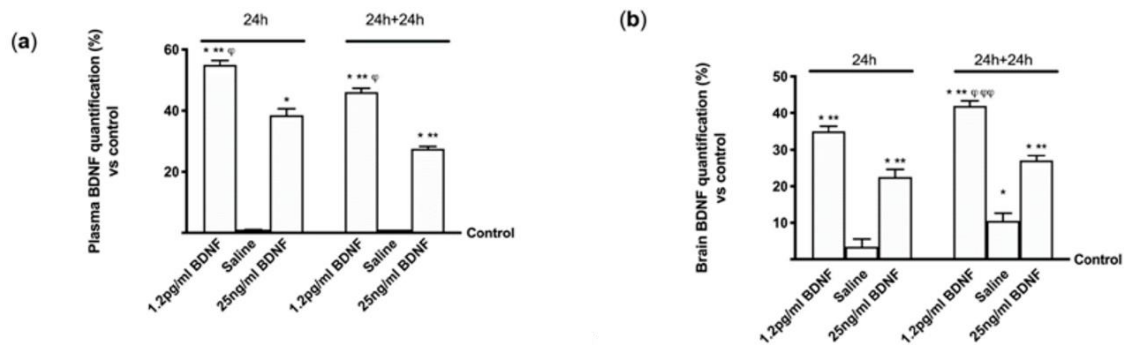 (a)
24h
24h+24h
Plasma BDNF quantification (%)
vs control
60
40
20
* ** φ
*
* ** φ
* **
Control
1.2pg/ml BDNF
Saline
25ng/ml BDNF
1.2pg/ml BDNF
Saline
25ng/ml BDNF
(b)
24h
24h+24h
Brain BDNF quantification (%)
vs control
50
40
30
20
10
* **
* **
* ** φ φφ
*
* **
Control
1.2pg/ml BDNF
Saline
25ng/ml BDNF
1.2pg/ml BDNF
Saline
25ng/ml BDNF